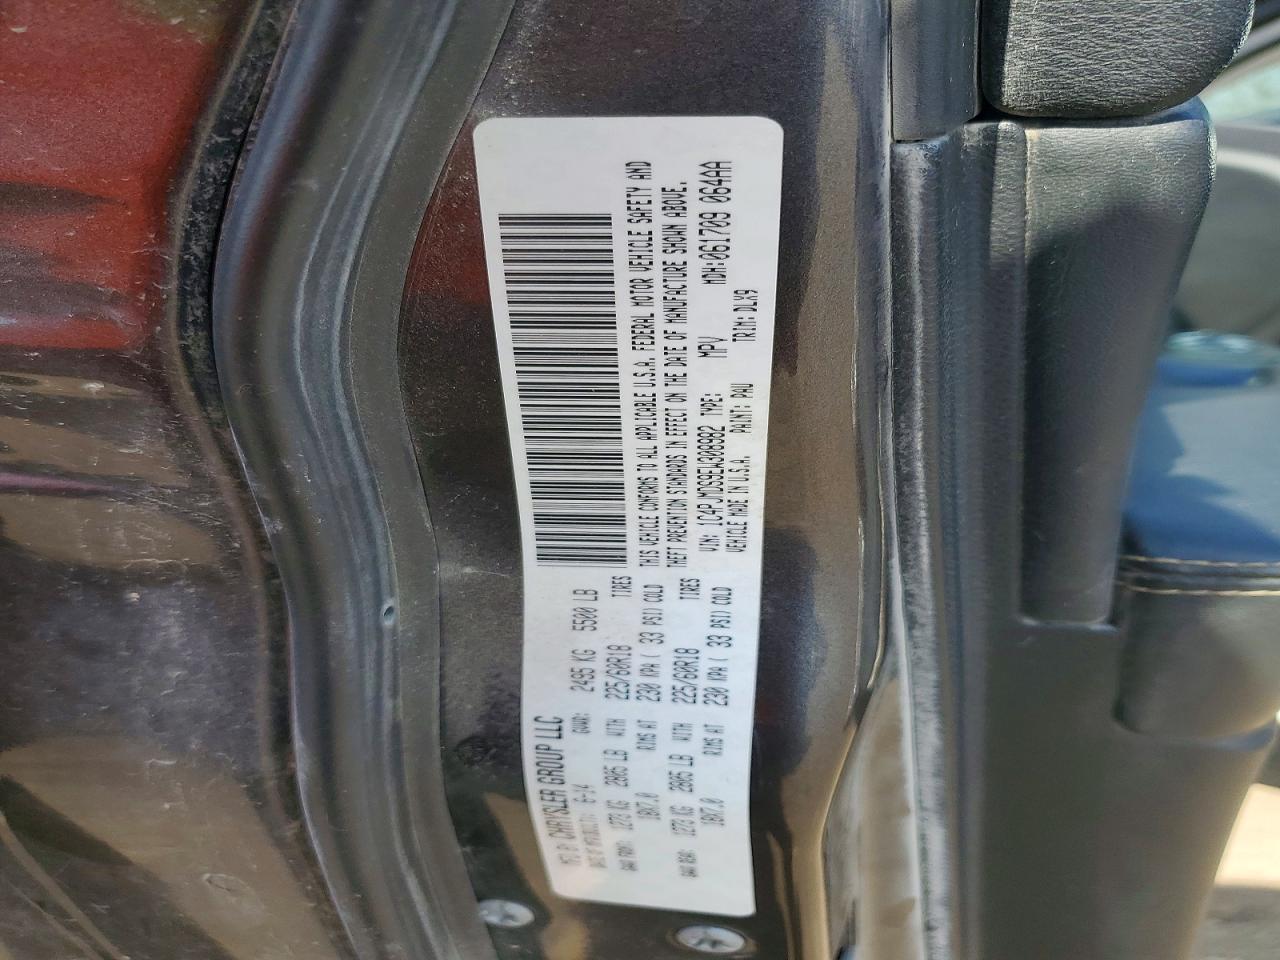 MFD BY CHRYSLER GROUP LLC
DATE OF MFR 6-14 GVWR: 2495 KG 5500 LB
GAWR FRONT: 1273 KG 2805 LB WITH 225/60R18 TIRES
18X7.0 RIMS AT 230 KPA( 33 PSI) COLD
GAWR REAR: 1273 KG 2805 LB WITH 225/60R18 TIRES
18X7.0 RIMS AT 230 KPA( 33 PSI) COLD
THIS VEHICLE CONFORMS TO ALL APPLICABLE U.S.A. FEDERAL MOTOR VEHICLE SAFETY AND
THEFT PREVENTION STANDARDS IN EFFECT ON THE DATE OF MANUFACTURE SHOWN ABOVE.
VIN: 1C4PJMDS9EW308982 TYPE: MPV MDH:061709 064AA
VEHICLE MADE IN U.S.A. PAINT: PAU TRIM: DLX9